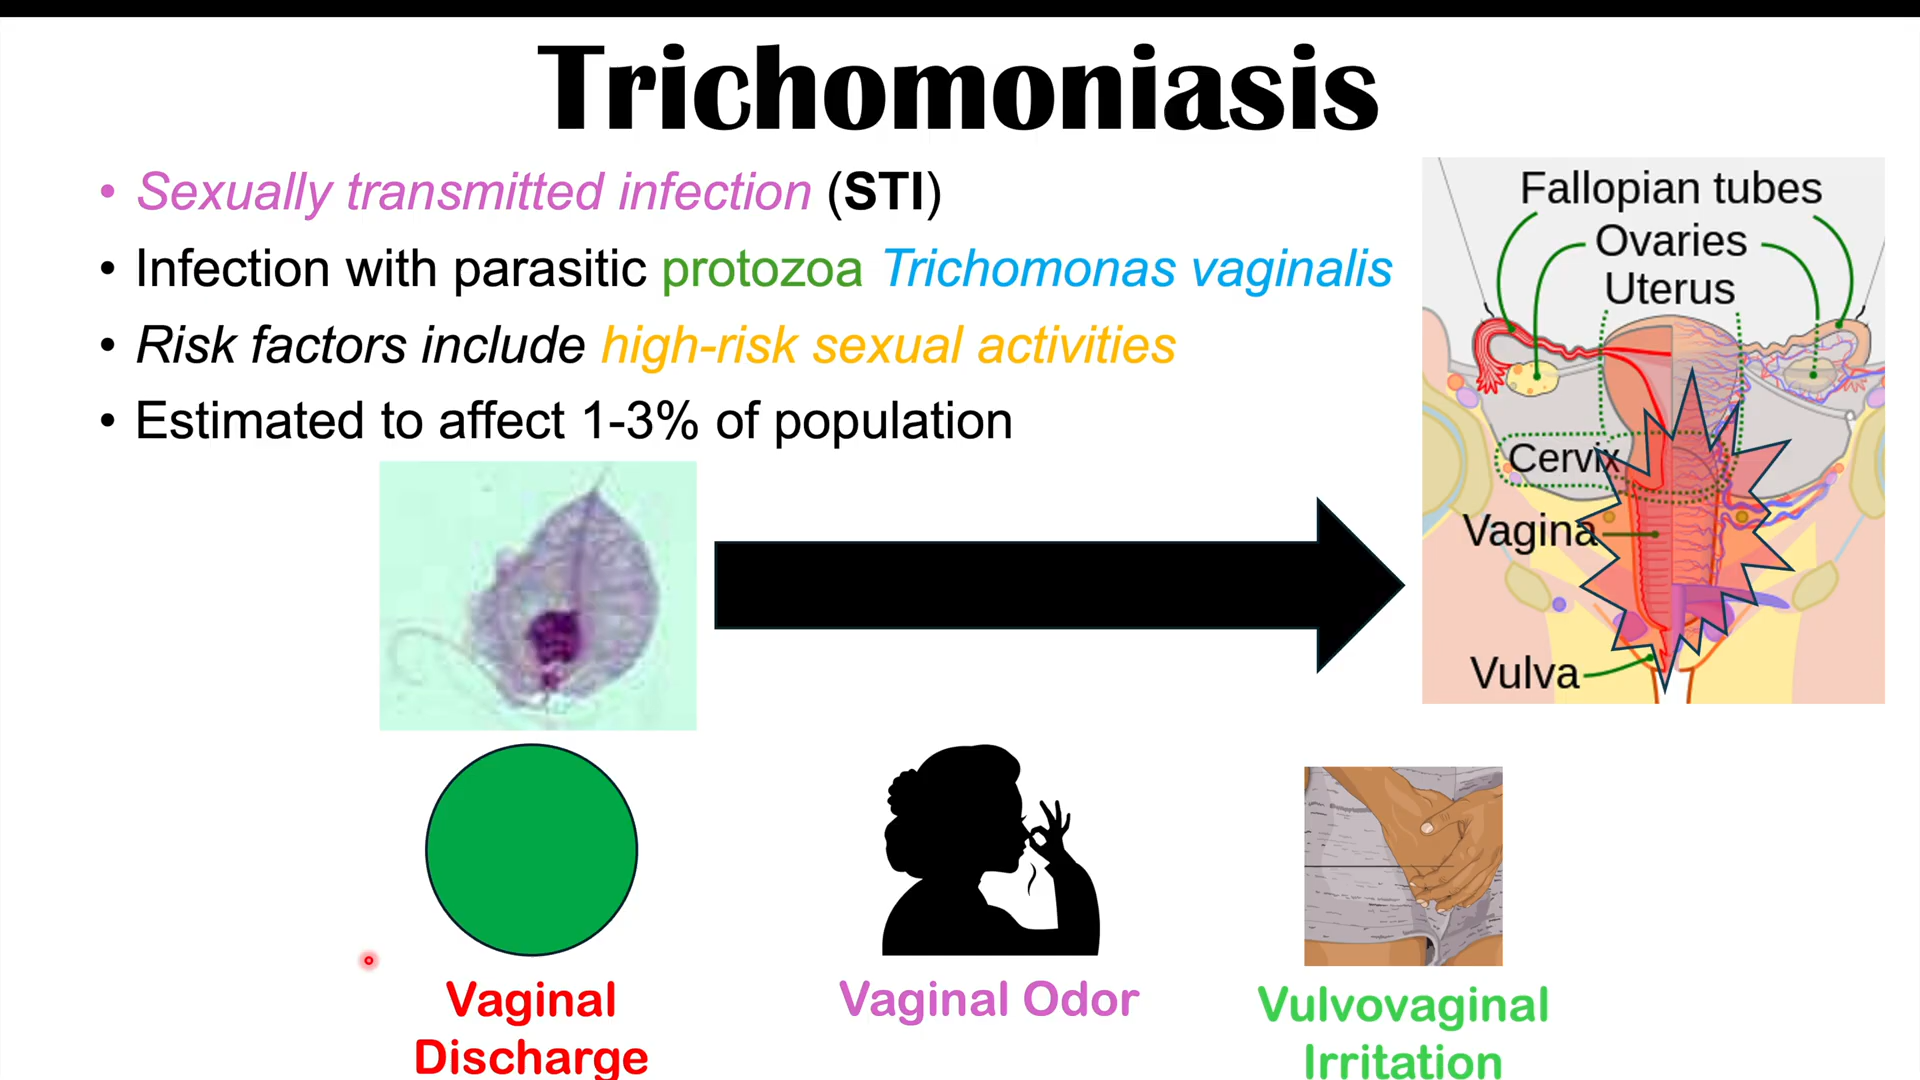 Trichomoniasis
• Sexually transmitted infection (STI)
• Infection with parasitic protozoa Trichomonas vaginalis
• Risk factors include high-risk sexual activities
• Estimated to affect 1-3% of population
Fallopian tubes
Ovaries
Uterus
Cervix
Vagina
Vulva
Vaginal
Discharge
Vaginal Odor
Vulvovaginal
Irritation